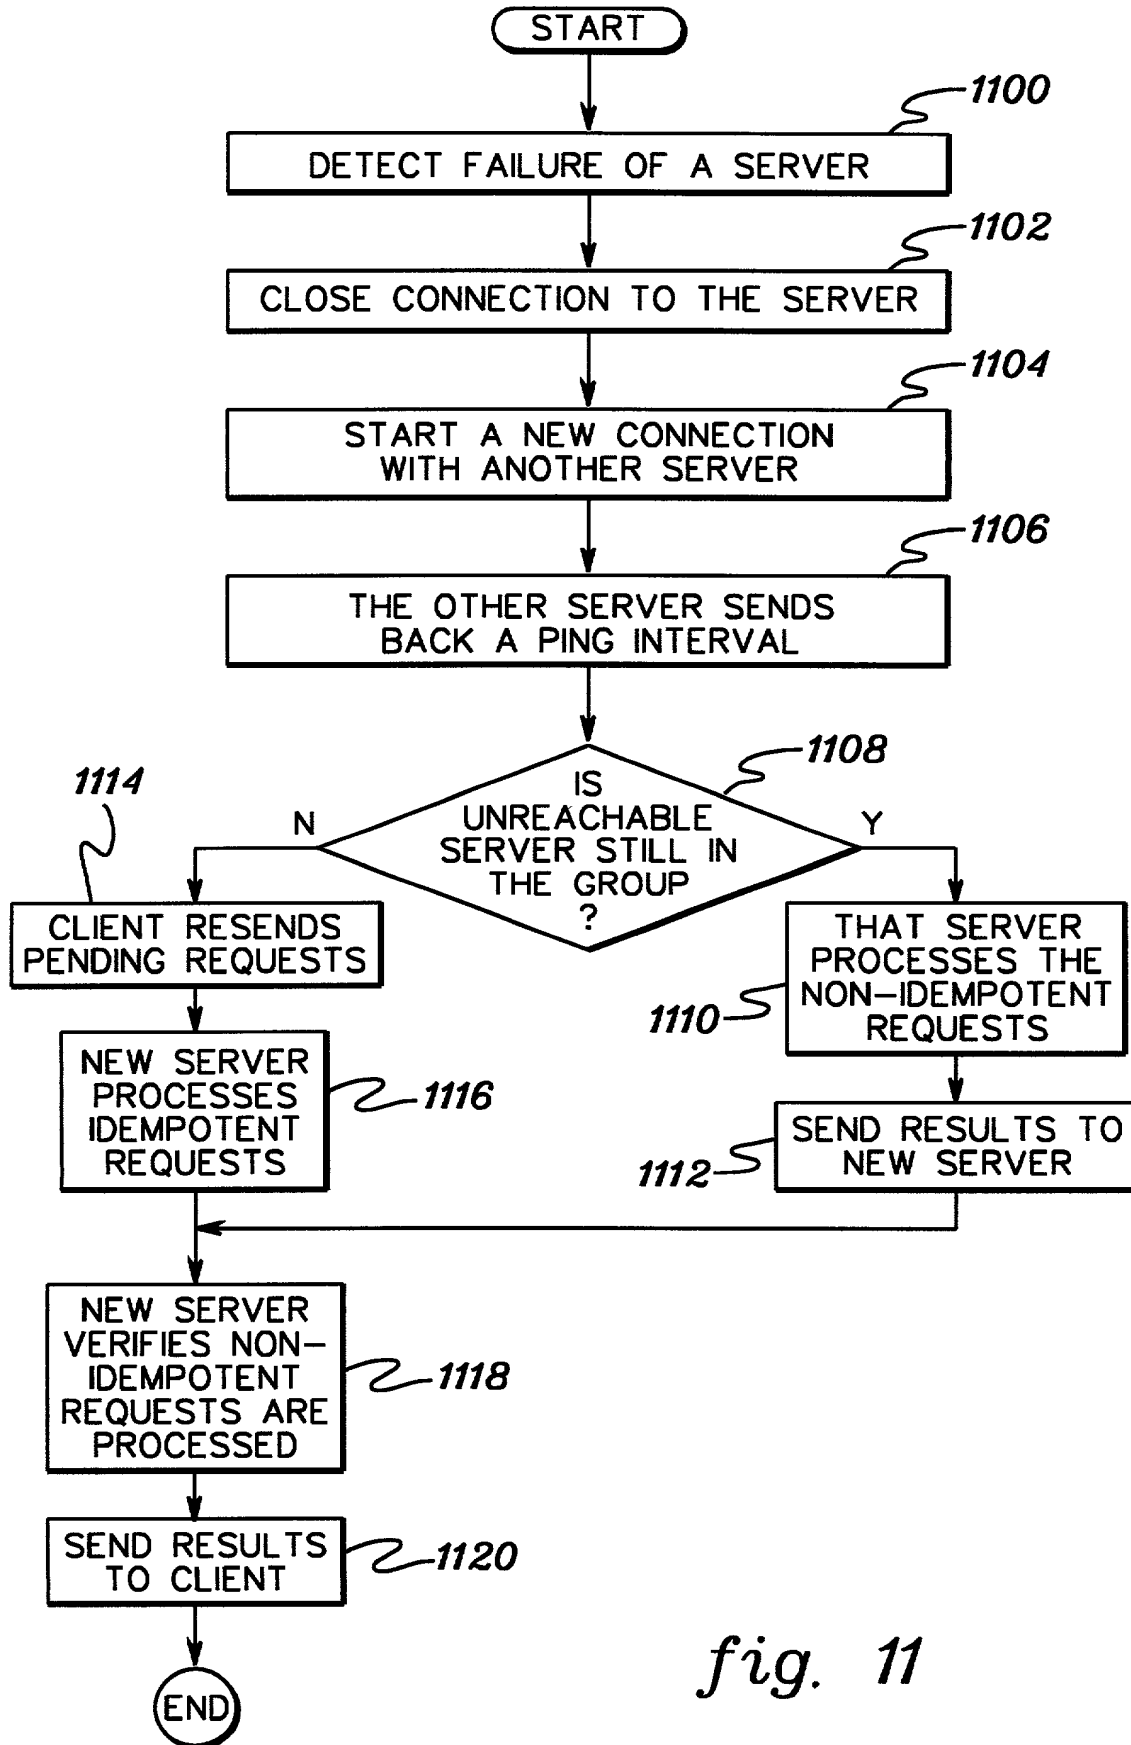 START
1100
DETECT FAILURE OF A SERVER
1102
CLOSE CONNECTION TO THE SERVER
1104
START A NEW CONNECTION
WITH ANOTHER SERVER
1106
THE OTHER SERVER SENDS
BACK A PING INTERVAL
1108
IS
UNREACHABLE
SERVER STILL IN
THE GROUP
?
N
Y
1114
CLIENT RESENDS
PENDING REQUESTS
THAT SERVER
PROCESSES THE
NON-IDEMPOTENT
REQUESTS
1110
NEW SERVER
PROCESSES
IDEMPOTENT
REQUESTS
1116
SEND RESULTS TO
NEW SERVER
1112
NEW SERVER
VERIFIES NON-
IDEMPOTENT
REQUESTS ARE
PROCESSED
1118
SEND RESULTS
TO CLIENT
1120
END
fig. 11